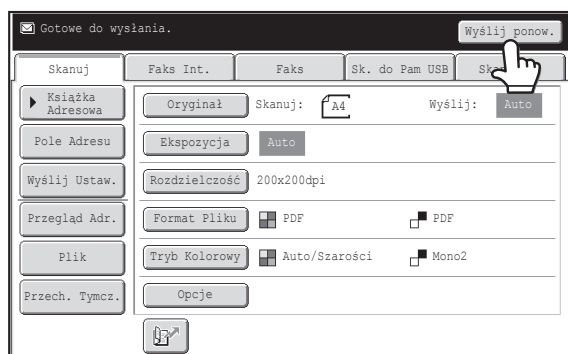 Gotowe do wysłania.
Wyślij ponow.
Skanuj
Faks Int.
Faks
Sk. do Pam USB
Książka
Adresowa
Oryginał
Skanuj:
A4
Wyślij:
Auto
Pole Adresu
Ekspozycja
Auto
Wyślij Ustaw.
Rozdzielczość
200x200dpi
Przegląd Adr.
Format Pliku
PDF
PDF
Plik
Tryb Kolorowy
Auto/Szarości
Mono2
Przech. Tymcz.
Opcje